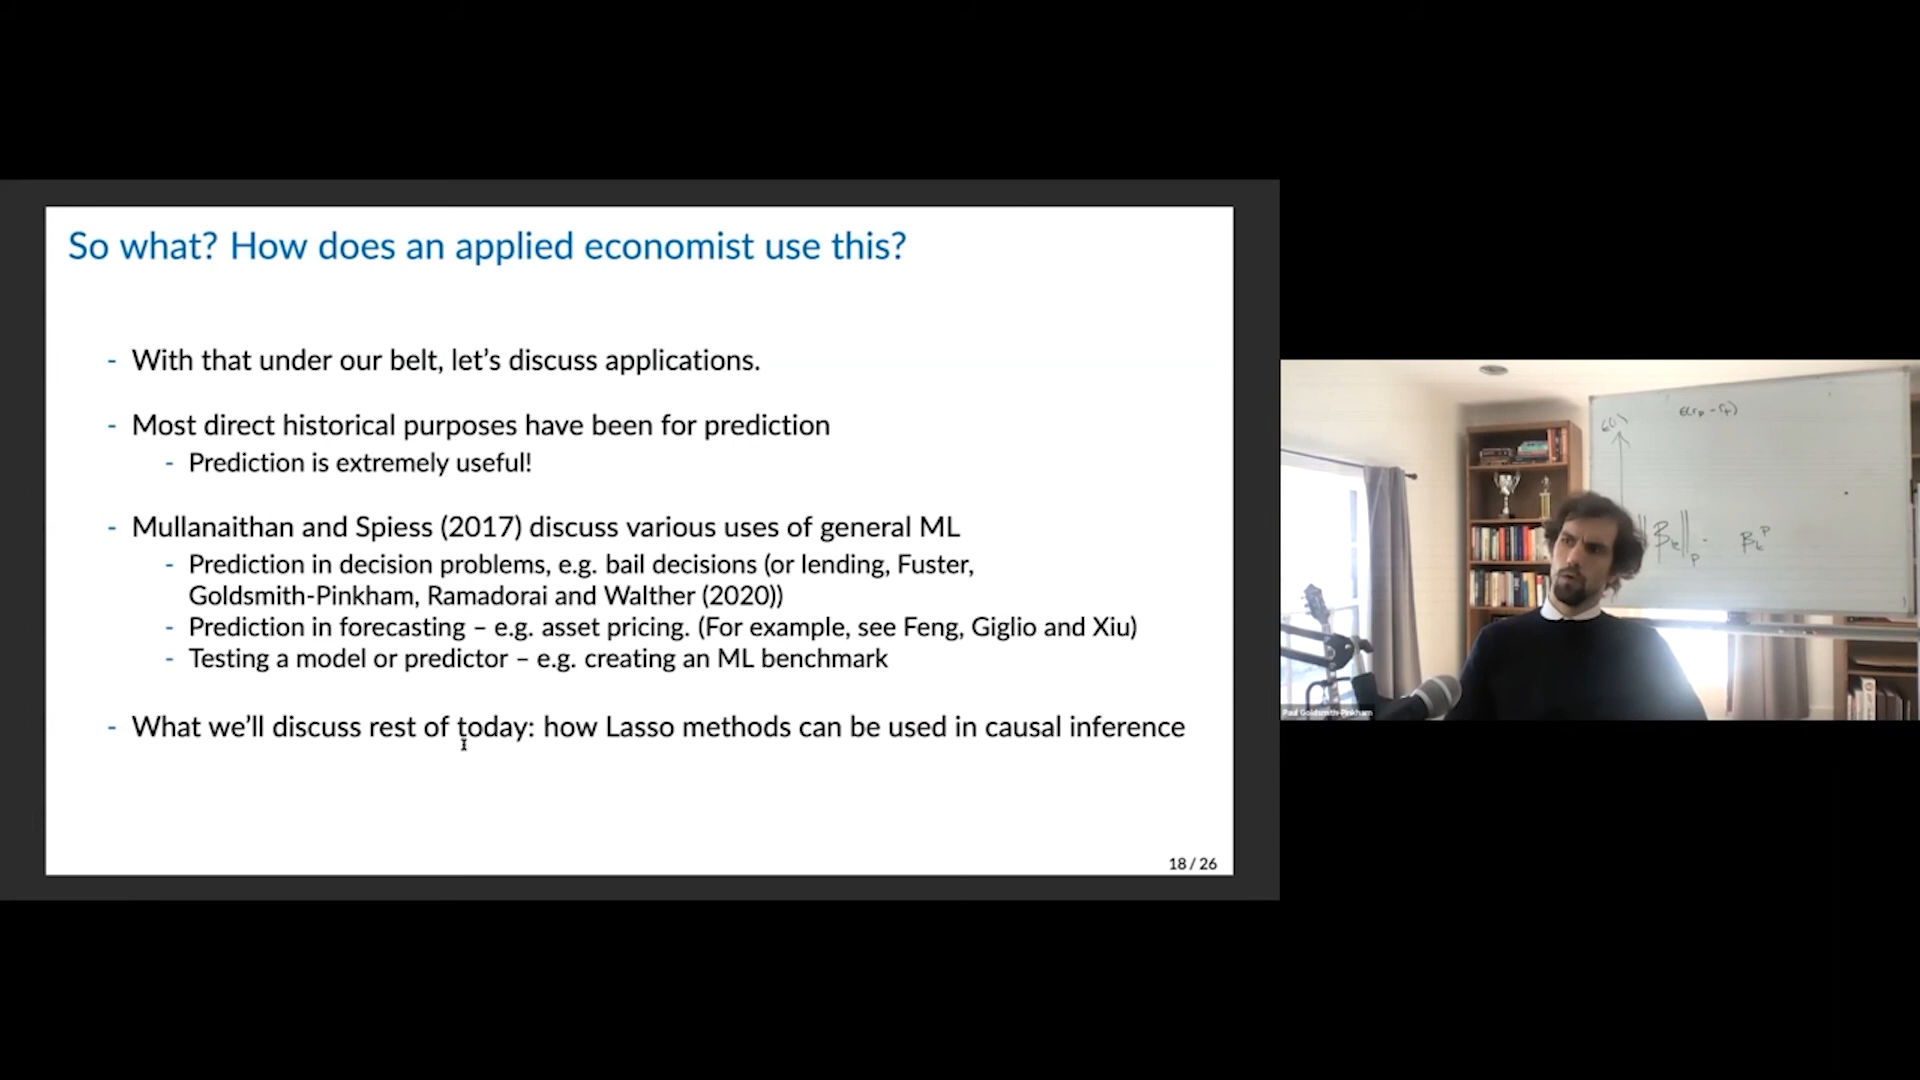 So what? How does an applied economist use this?
- With that under our belt, let’s discuss applications.
- Most direct historical purposes have been for prediction
- Prediction is extremely useful!
- Mullanaithan and Spiess (2017) discuss various uses of general ML
- Prediction in decision problems, e.g. bail decisions (or lending, Fuster,
Goldsmith-Pinkham, Ramadorai and Walther (2020))
- Prediction in forecasting – e.g. asset pricing. (For example, see Feng, Giglio and Xiu)
- Testing a model or predictor – e.g. creating an ML benchmark
- What we’ll discuss rest of today: how Lasso methods can be used in causal inference
18 / 26
Paul Goldsmith-Pinkham